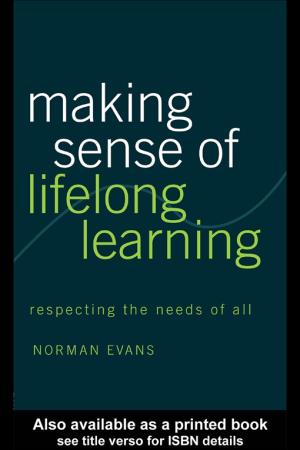 making
sense of
lifelong
learning
respecting the needs of all
NORMAN EVANS
Also available as a printed book
see title verso for ISBN details